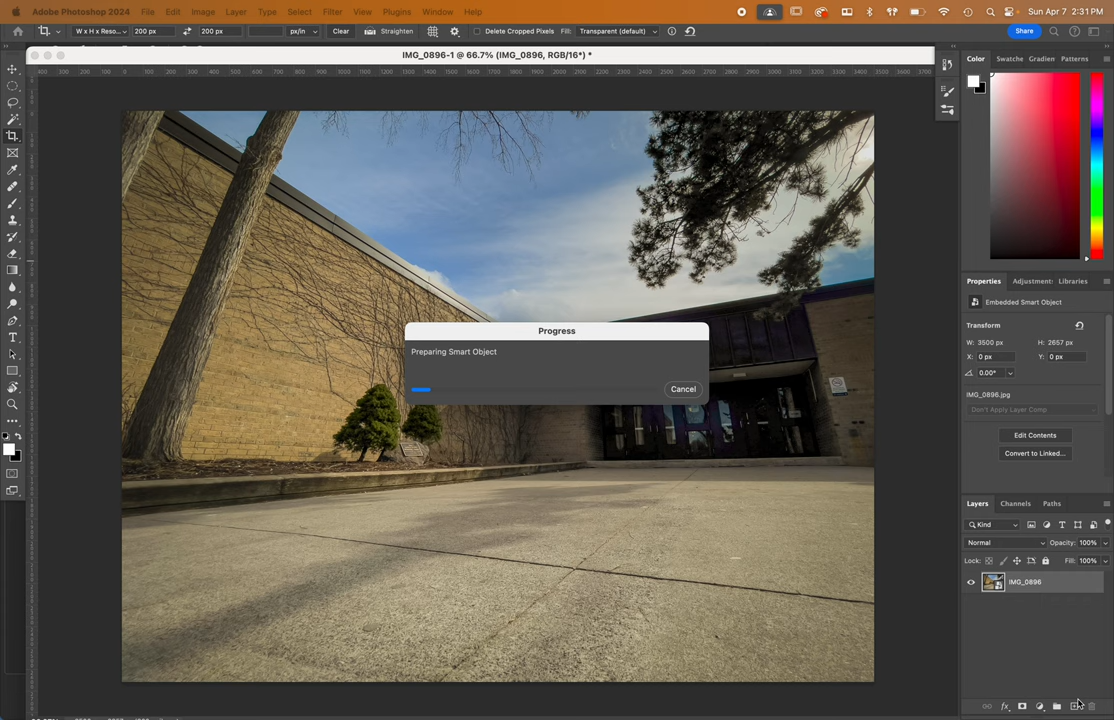 Adobe Photoshop 2024 File Edit Image Layer Type Select Filter View Plugins Window Help Sun Apr 7 2:31 PM
W x H x Reso... 200 px 200 px px/in Clear Straighten Delete Cropped Pixels Fill: Transparent (default) Share
IMG_0896-1 @ 66.7% (IMG_0896, RGB/16*) *
Color Swatche Gradien Patterns
Progress
Preparing Smart Object
Cancel
Properties Adjustment: Libraries
Embedded Smart Object
Transform
W: 3500 px H: 2657 px
X: 0 px Y: 0 px
0.00°
IMG_0896.jpg
Don't Apply Layer Comp
Edit Contents
Convert to Linked...
Layers Channels Paths
Kind
Normal Opacity: 100%
Lock: Fill: 100%
IMG_0896